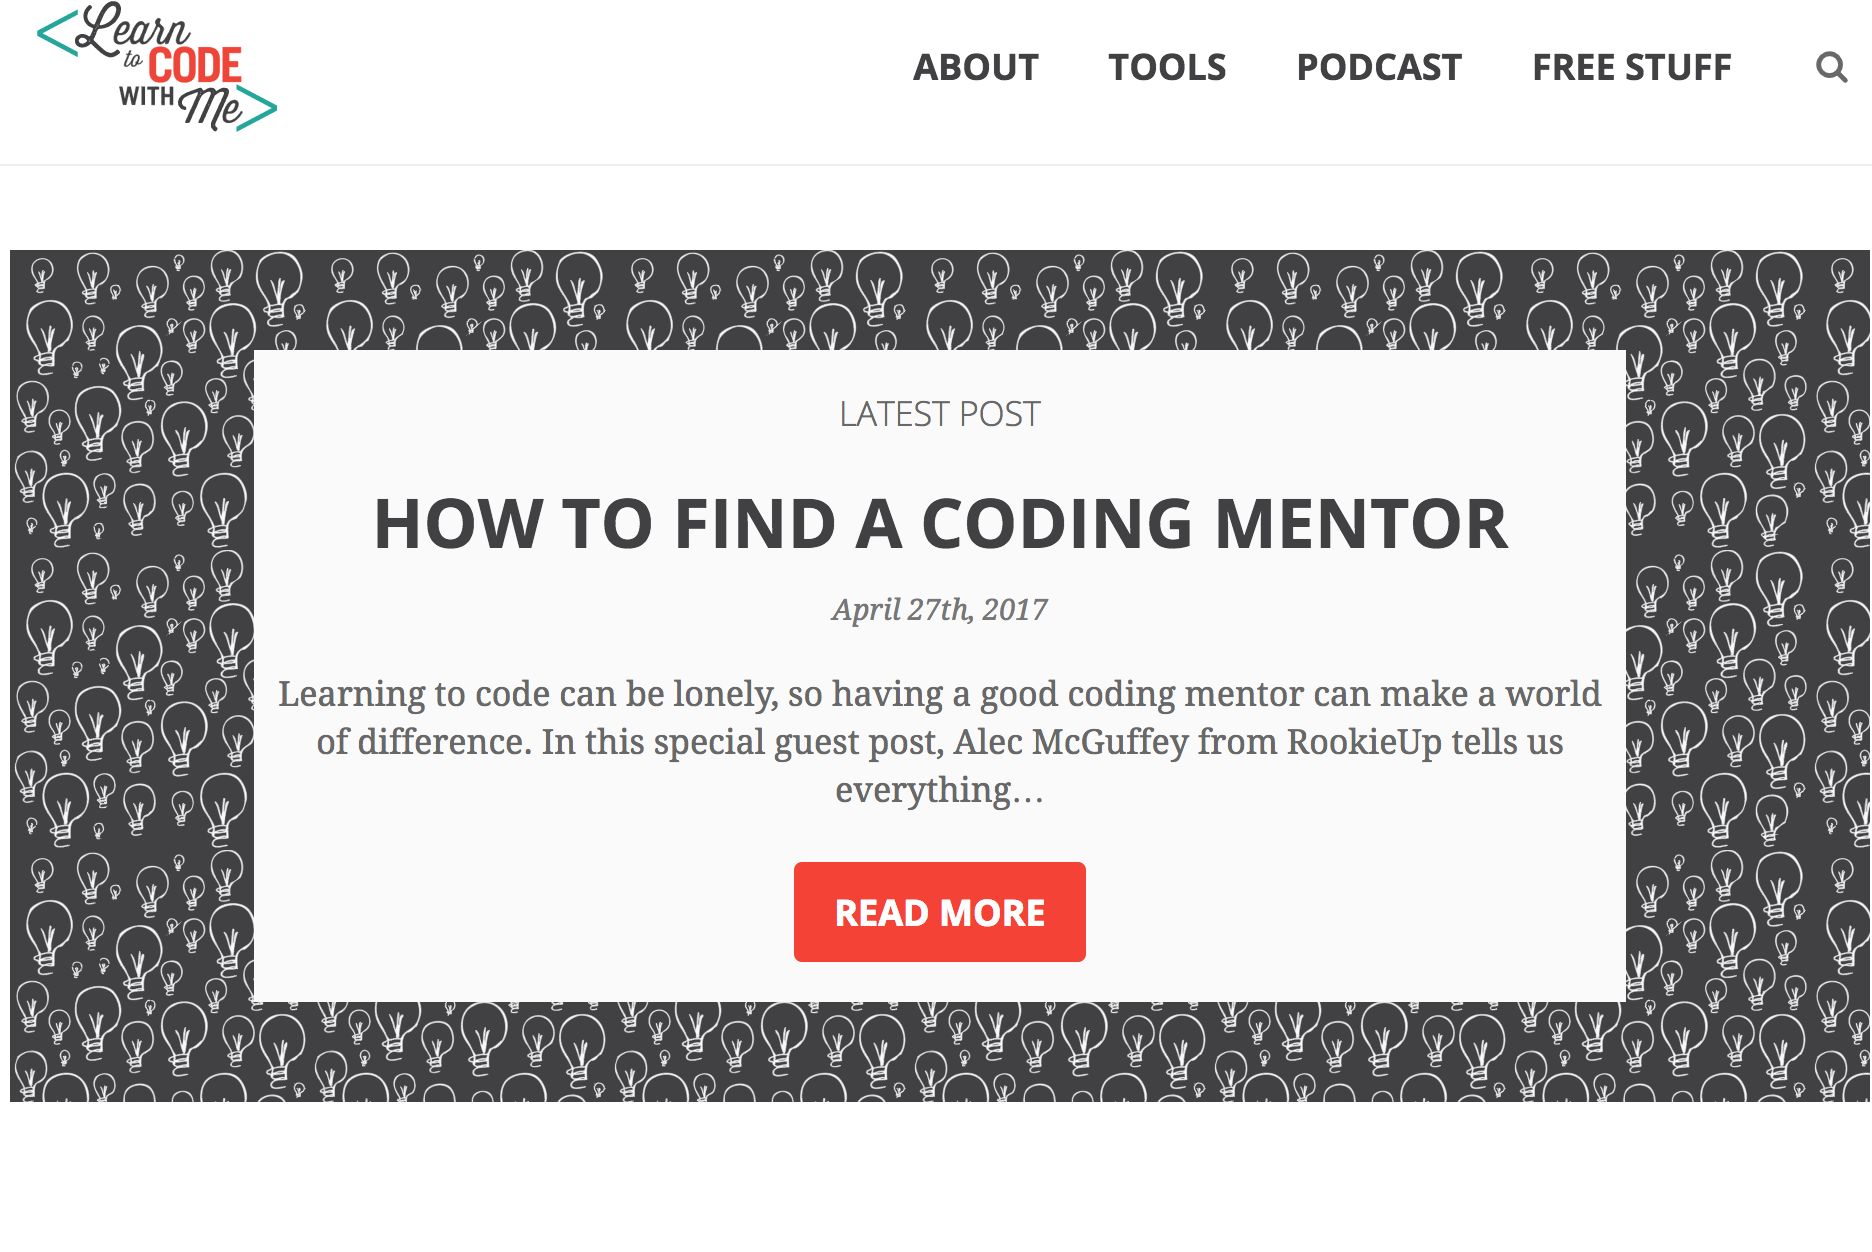 Learn
to CODE
WITH Me
ABOUT TOOLS PODCAST FREE STUFF
LATEST POST
HOW TO FIND A CODING MENTOR
April 27th, 2017
Learning to code can be lonely, so having a good coding mentor can make a world
of difference. In this special guest post, Alec McGuffey from RookieUp tells us
everything…
READ MORE